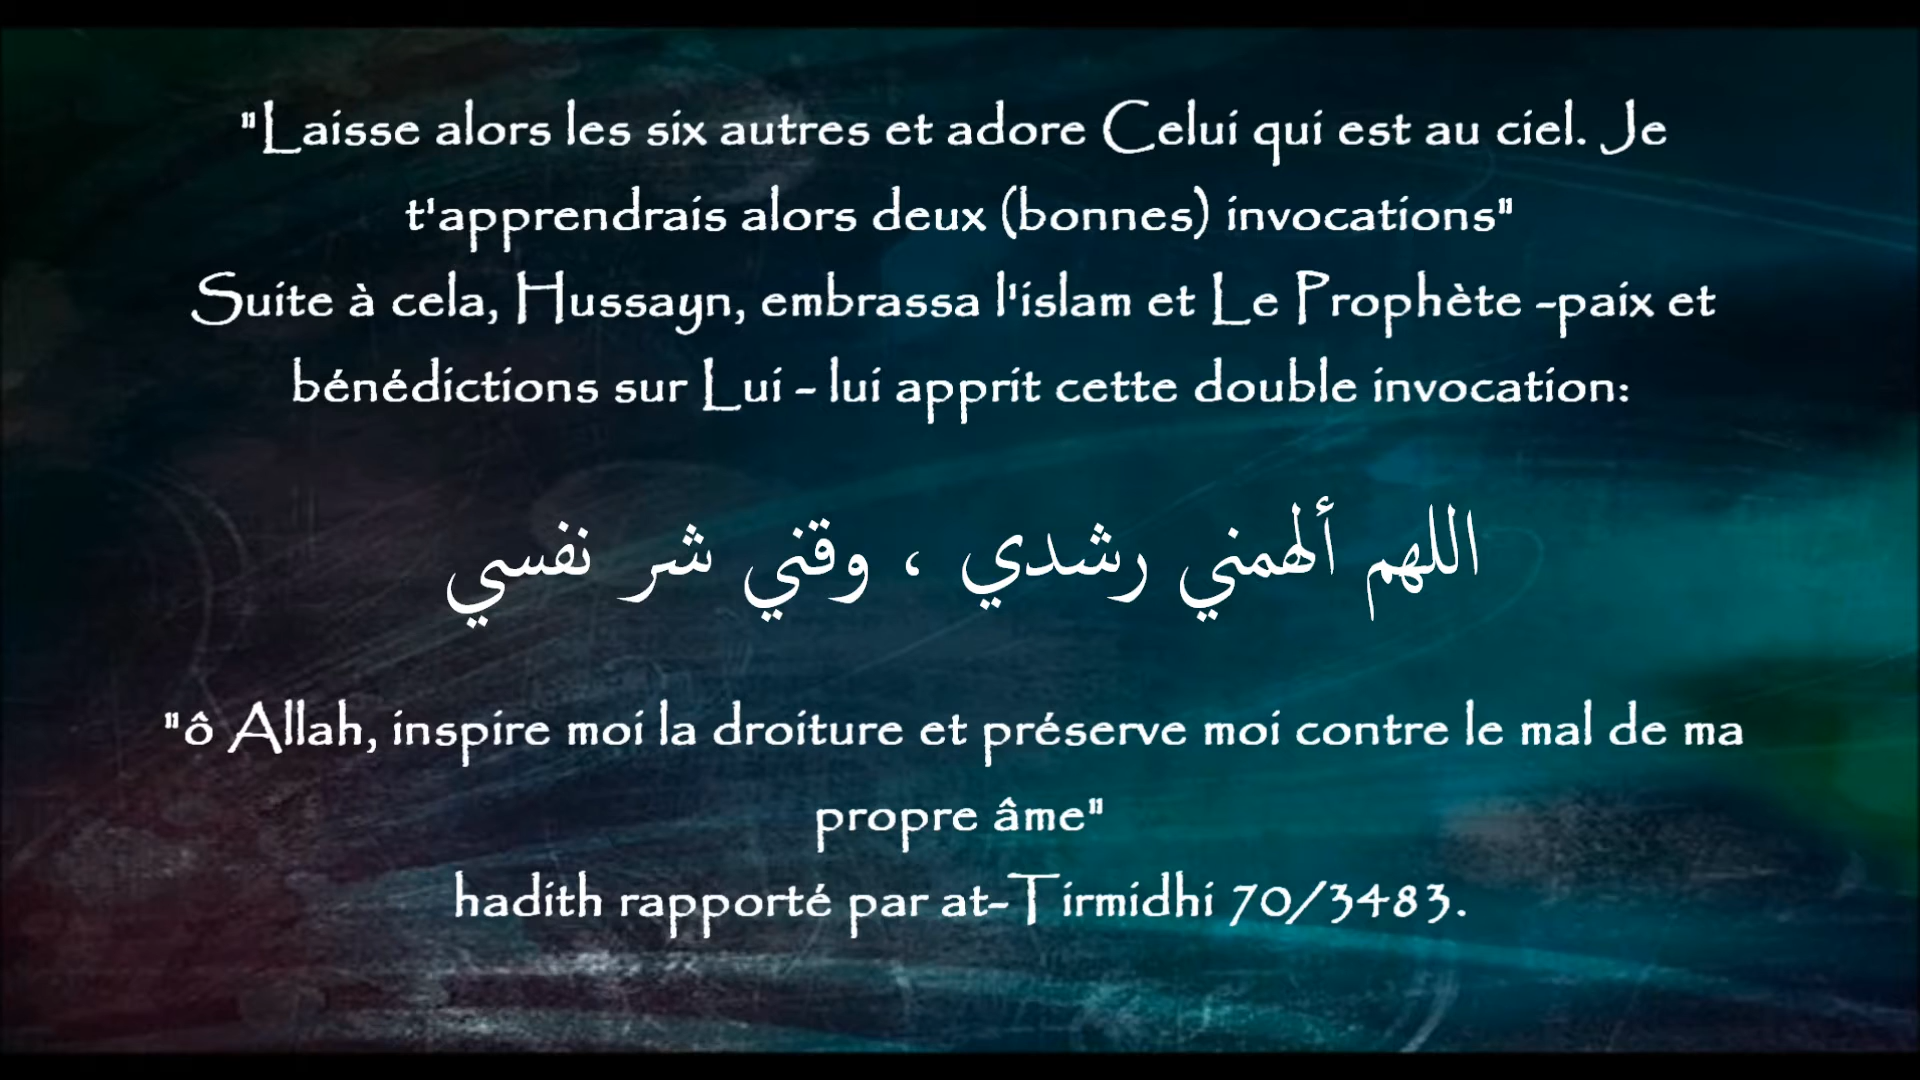 "Laisse alors les six autres et adore Celui qui est au ciel. Je
t'apprendrais alors deux (bonnes) invocations"
Suite à cela, Hussayn, embrassa l'islam et Le Prophète -paix et
bénédictions sur Lui - lui apprit cette double invocation:
اللهم ألهمني رشدي ، وقني شر نفسي
"ô Allah, inspire moi la droiture et préserve moi contre le mal de ma
propre âme"
hadith rapporté par at-Tirmidhi 70/3483.